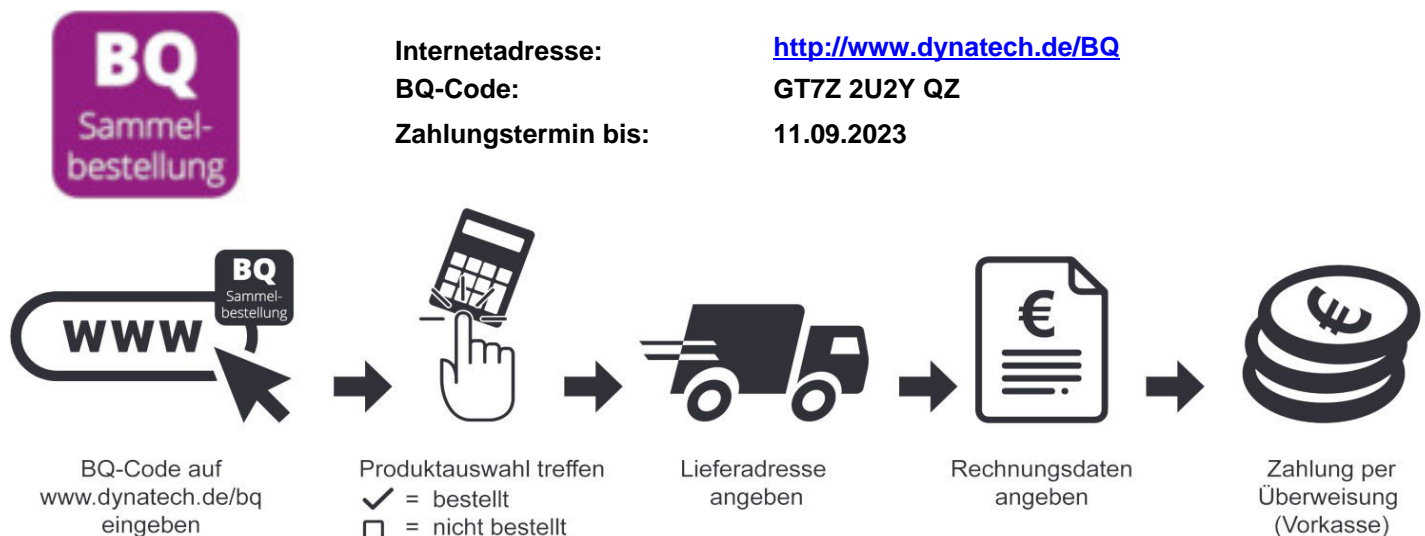 BQ
Sammel-
bestellung
Internetadresse: http://www.dynatech.de/BQ
BQ-Code: GT7Z 2U2Y QZ
Zahlungstermin bis: 11.09.2023
BQ
Sammel-
bestellung
WWW
€
€
BQ-Code auf
www.dynatech.de/bq
eingeben
Produktauswahl treffen
✓ = bestellt
□ = nicht bestellt
Lieferadresse
angeben
Rechnungsdaten
angeben
Zahlung per
Überweisung
(Vorkasse)